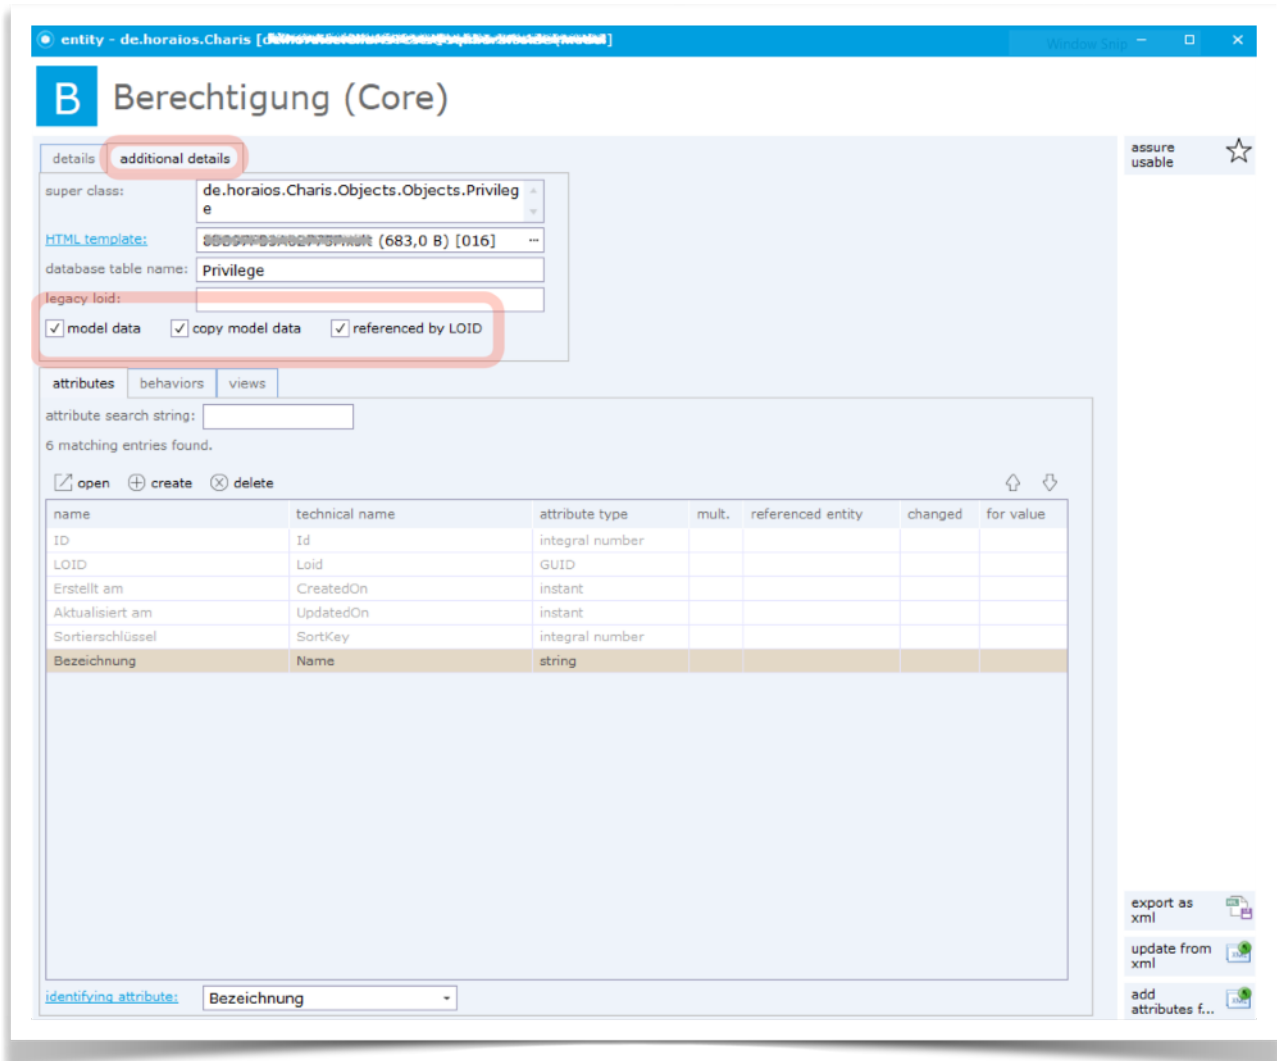 entity - de.horaios.Charis [
]
Window Snip
B
Berechtigung (Core)
details
additional details
assure
usable
super class:
de.horaios.Charis.Objects.Objects.Privileg
e
HTML template:
(683,0 B) [016]
database table name:
Privilege
legacy loid:
model data
copy model data
referenced by LOID
attributes
behaviors
views
attribute search string:
6 matching entries found.
open
create
delete
name technical name attribute type mult. referenced entity changed for value
ID Id integral number
LOID Loid GUID
Erstellt am CreatedOn instant
Aktualisiert am UpdatedOn instant
Sortierschlüssel SortKey integral number
Bezeichnung Name string
export as
xml
update from
xml
add
attributes f...
identifying attribute:
Bezeichnung